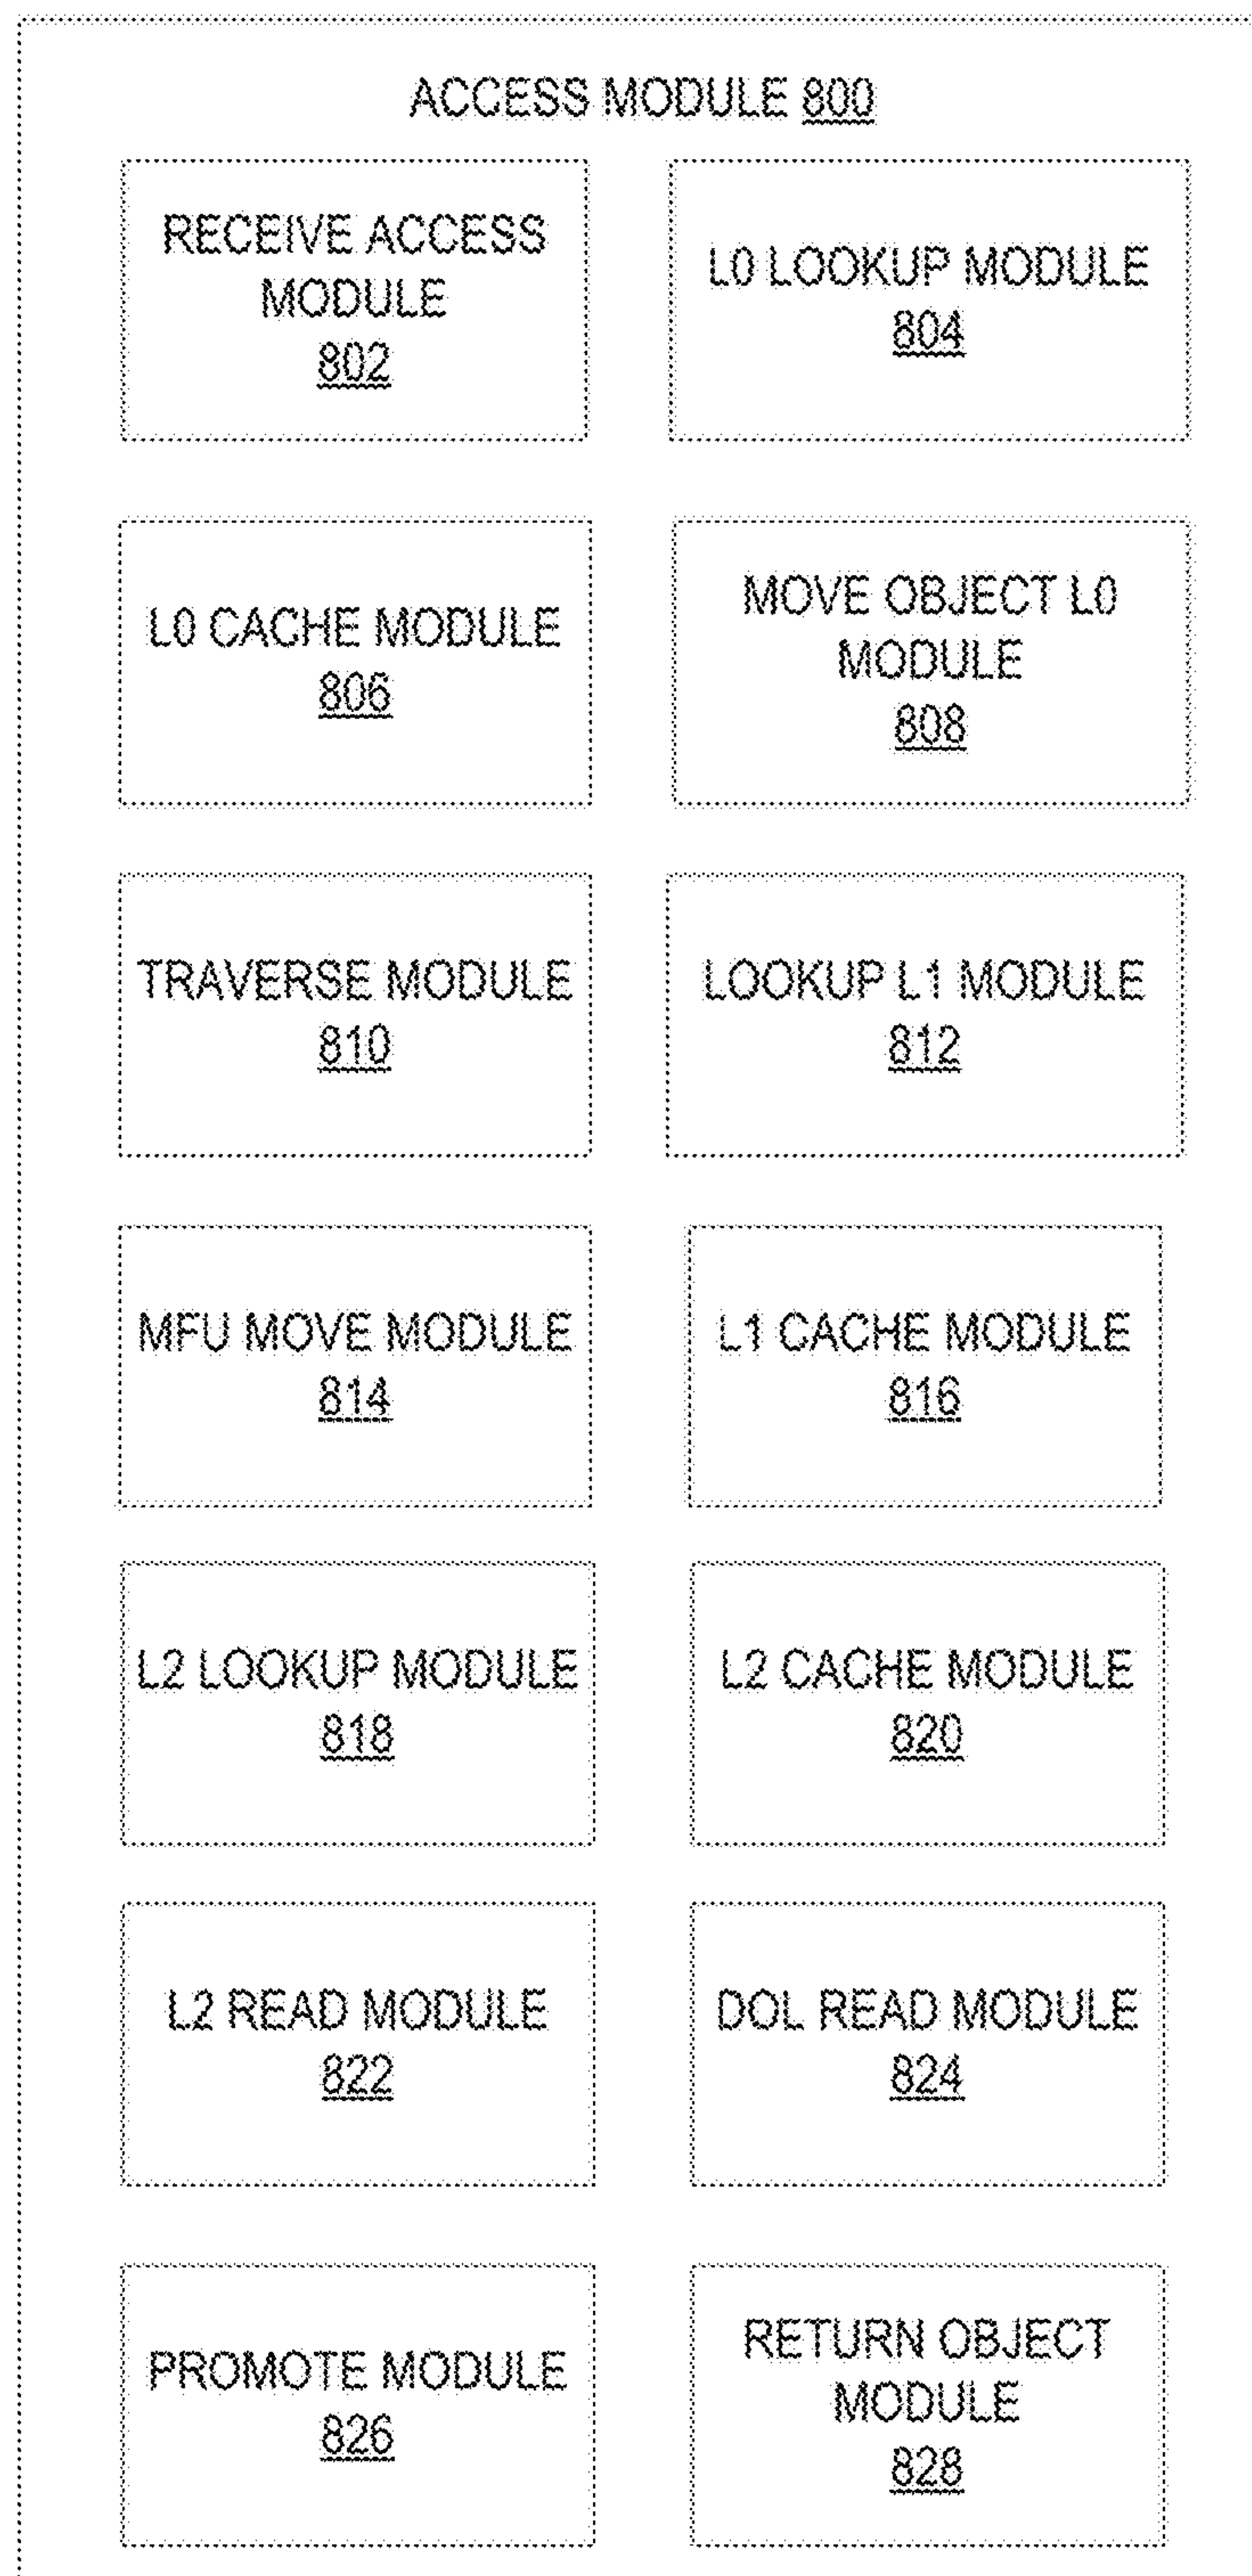 ACCESS MODULE 800
RECEIVE ACCESS
MODULE
802
L0 LOOKUP MODULE
804
L0 CACHE MODULE
806
MOVE OBJECT L0
MODULE
808
TRAVERSE MODULE
810
LOOKUP L1 MODULE
812
MFU MOVE MODULE
814
L1 CACHE MODULE
816
L2 LOOKUP MODULE
818
L2 CACHE MODULE
820
L2 READ MODULE
822
DOL READ MODULE
824
PROMOTE MODULE
826
RETURN OBJECT
MODULE
828